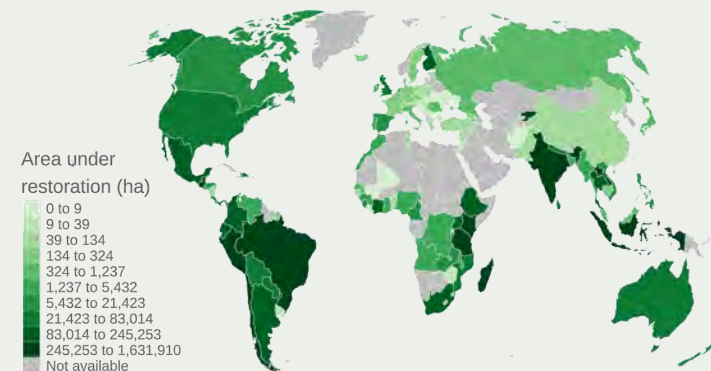 Area under
restoration (ha)
0 to 9
9 to 39
39 to 134
134 to 324
324 to 1,237
1,237 to 5,432
5,432 to 21,423
21,423 to 83,014
83,014 to 245,253
245,253 to 1,631,910
Not available